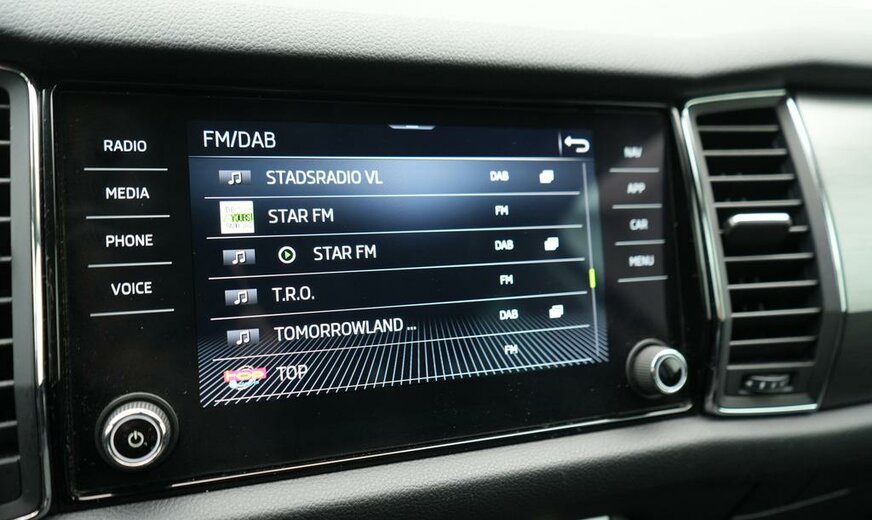 FM/DAB
RADIO
MEDIA
PHONE
VOICE
STADSRADIO VL DAB
STAR FM FM
STAR FM DAB
T.R.O. FM
TOMORROWLAND ... DAB
TOP FM
NAV
APP
CAR
MENU